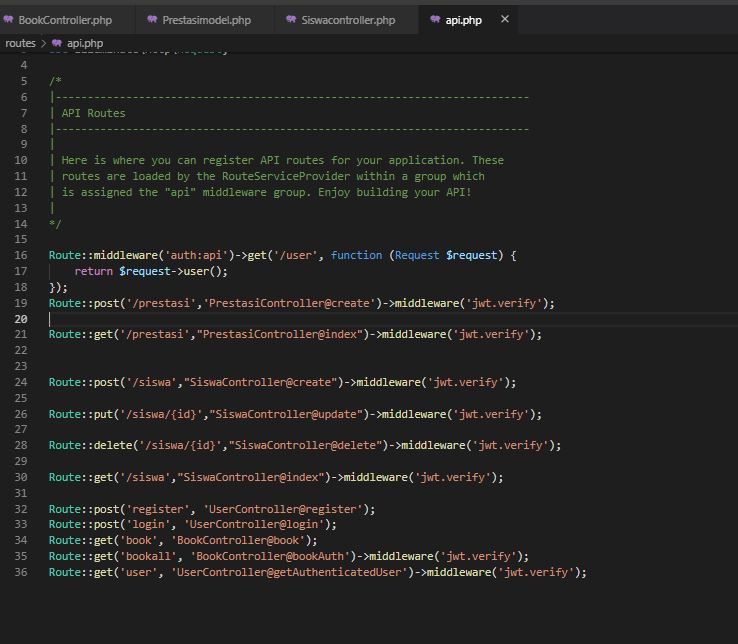 BookController.php Prestasimodel.php Siswacontroller.php api.php ×
routes > api.php
4
5 /*
6 |--------------------------------------------------------------------------
7 | API Routes
8 |--------------------------------------------------------------------------
9 |
10 | Here is where you can register API routes for your application. These
11 | routes are loaded by the RouteServiceProvider within a group which
12 | is assigned the "api" middleware group. Enjoy building your API!
13 |
14 */
15
16 Route::middleware('auth:api')->get('/user', function (Request $request) {
17     return $request->user();
18 });
19 Route::post('/prestasi','PrestasiController@create')->middleware('jwt.verify');
20
21 Route::get('/prestasi',"PrestasiController@index")->middleware('jwt.verify');
22
23
24 Route::post('/siswa',"SiswaController@create")->middleware('jwt.verify');
25
26 Route::put('/siswa/{id}',"SiswaController@update")->middleware('jwt.verify');
27
28 Route::delete('/siswa/{id}',"SiswaController@delete")->middleware('jwt.verify');
29
30 Route::get('/siswa',"SiswaController@index")->middleware('jwt.verify');
31
32 Route::post('register', 'UserController@register');
33 Route::post('login', 'UserController@login');
34 Route::get('book', 'BookController@book');
35 Route::get('bookall', 'BookController@bookAuth')->middleware('jwt.verify');
36 Route::get('user', 'UserController@getAuthenticatedUser')->middleware('jwt.verify');